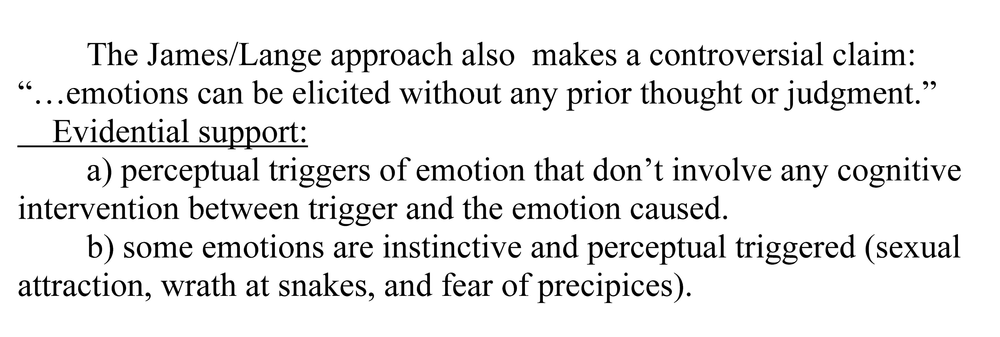 The James/Lange approach also  makes a controversial claim:
“…emotions can be elicited without any prior thought or judgment.”
Evidential support:
a) perceptual triggers of emotion that don’t involve any cognitive
intervention between trigger and the emotion caused.
b) some emotions are instinctive and perceptual triggered (sexual
attraction, wrath at snakes, and fear of precipices).